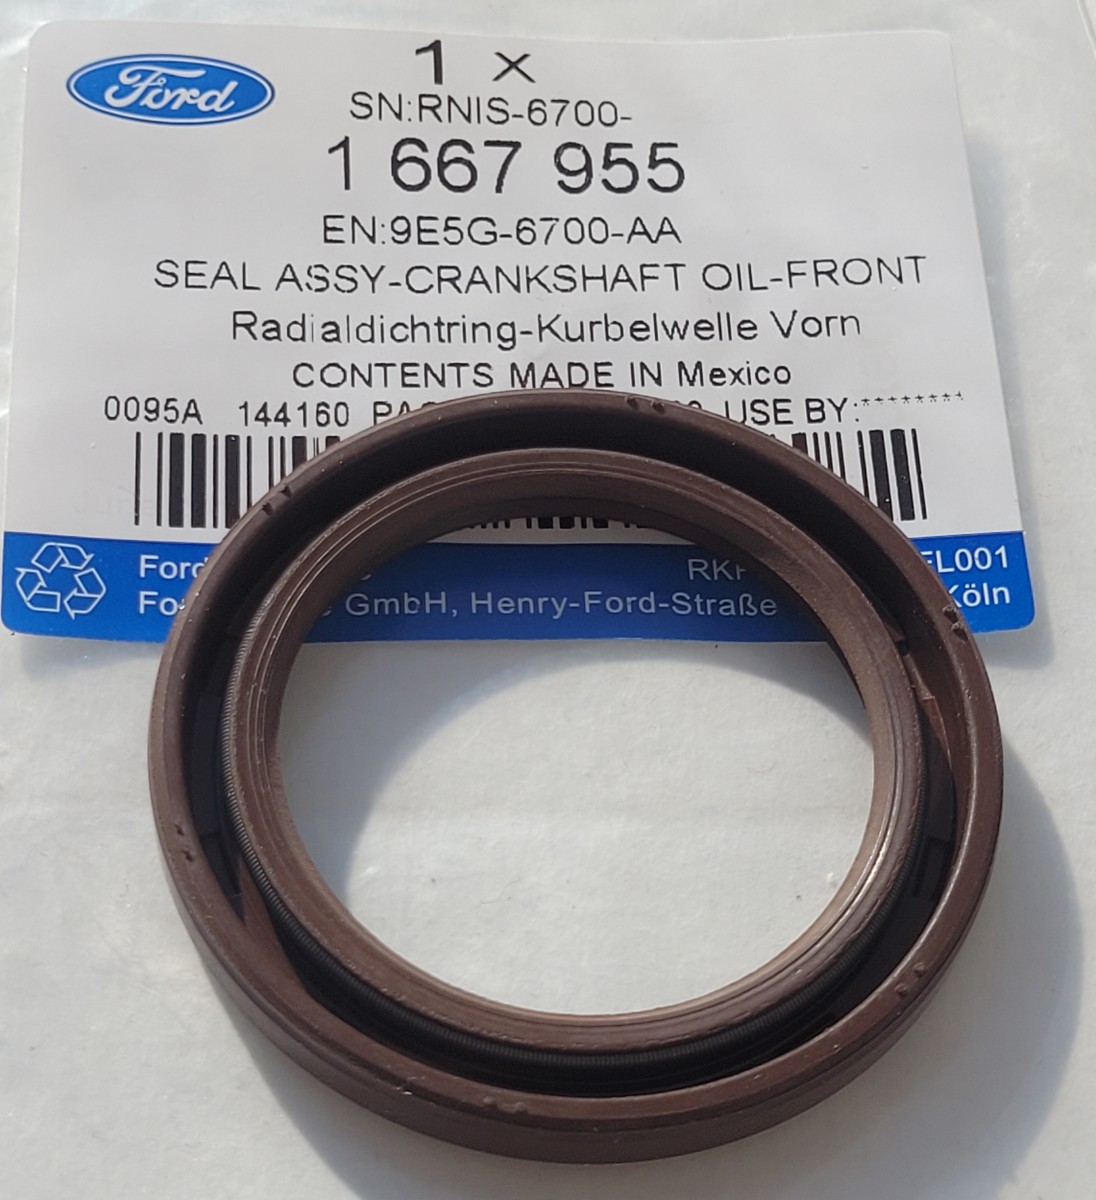 Ford
1 x
SN:RNIS-6700-
1 667 955
EN:9E5G-6700-AA
SEAL ASSY-CRANKSHAFT OIL-FRONT
Radialdichtring-Kurbelwelle Vorn
CONTENTS MADE IN Mexico
0095A 144160 USE BY:********
GmbH, Henry-Ford-Straße Köln